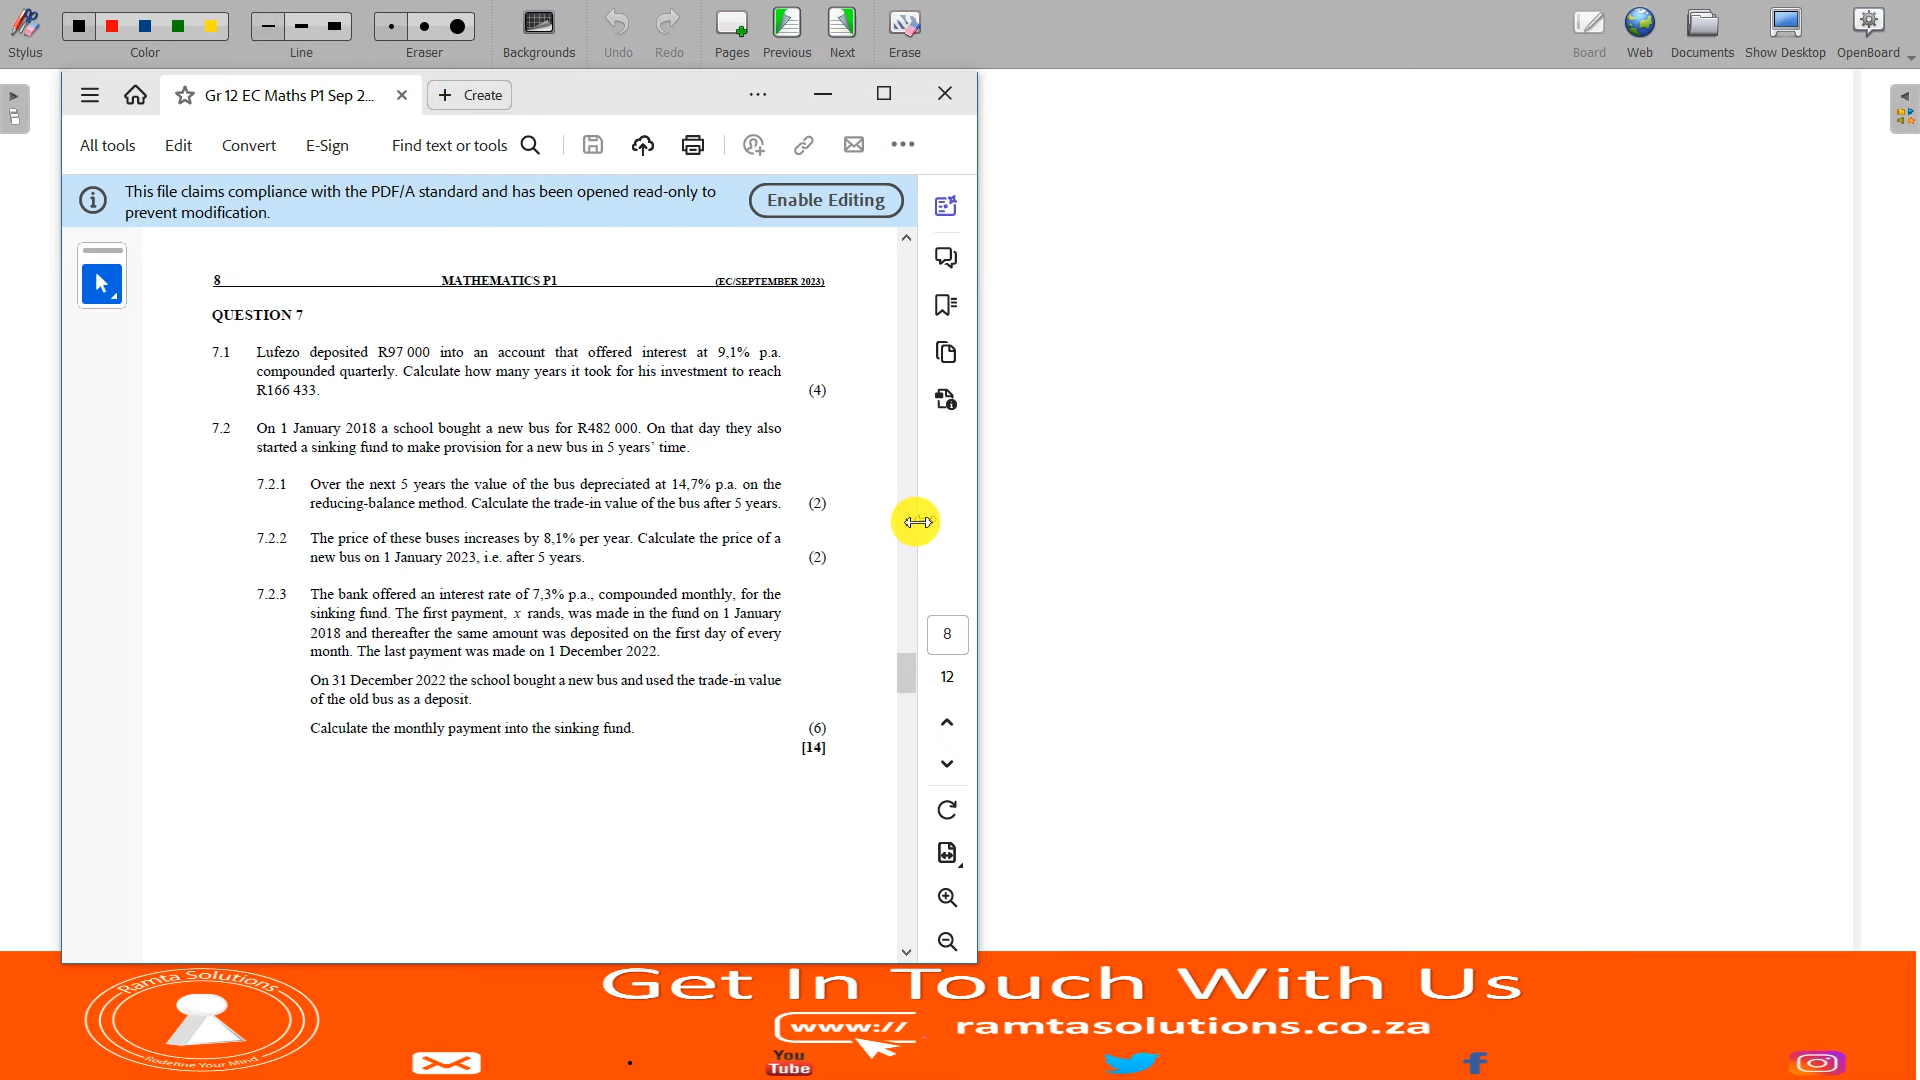 Stylus Color Line Eraser Backgrounds Undo Redo Pages Previous Next Erase Board Web Documents Show Desktop OpenBoard
Gr 12 EC Maths P1 Sep 2... Create
All tools Edit Convert E-Sign Find text or tools
This file claims compliance with the PDF/A standard and has been opened read-only to
prevent modification.
Enable Editing
8 MATHEMATICS P1 (EC/SEPTEMBER 2023)
QUESTION 7
7.1 Lufezo deposited R97 000 into an account that offered interest at 9,1% p.a.
compounded quarterly. Calculate how many years it took for his investment to reach
R166 433. (4)
7.2 On 1 January 2018 a school bought a new bus for R482 000. On that day they also
started a sinking fund to make provision for a new bus in 5 years’ time.
7.2.1 Over the next 5 years the value of the bus depreciated at 14,7% p.a. on the
reducing-balance method. Calculate the trade-in value of the bus after 5 years. (2)
7.2.2 The price of these buses increases by 8,1% per year. Calculate the price of a
new bus on 1 January 2023, i.e. after 5 years. (2)
7.2.3 The bank offered an interest rate of 7,3% p.a., compounded monthly, for the
sinking fund. The first payment, x rands, was made in the fund on 1 January
2018 and thereafter the same amount was deposited on the first day of every
month. The last payment was made on 1 December 2022.
On 31 December 2022 the school bought a new bus and used the trade-in value
of the old bus as a deposit.
Calculate the monthly payment into the sinking fund. (6)
[14]
8
12
Ramta Solutions
Redefine Your Mind
Get In Touch With Us
www.// ramtasolutions.co.za
You
Tube